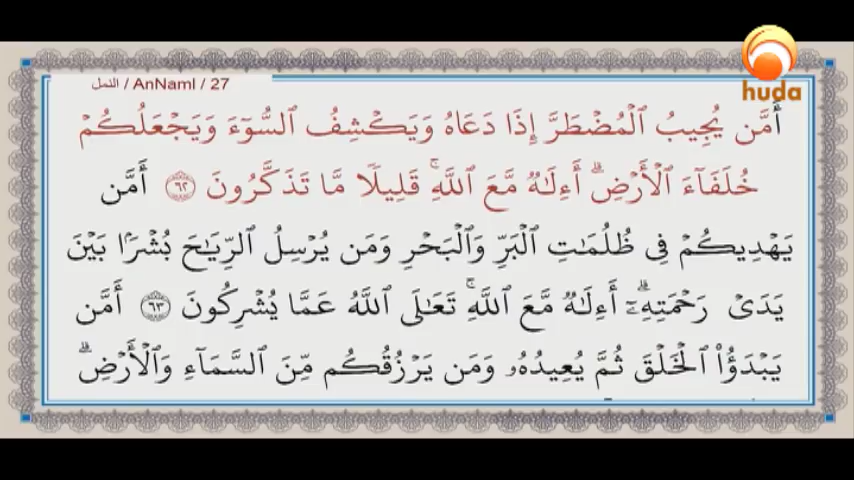 huda
النمل / AnNaml / 27
أَمَّن يُجِيبُ ٱلْمُضْطَرَّ إِذَا دَعَاهُ وَيَكْشِفُ ٱلسُّوٓءَ وَيَجْعَلُكُمْ
خُلَفَآءَ ٱلْأَرْضِ ۗ أَءِلَـٰهٌ مَّعَ ٱللَّهِ ۚ قَلِيلًا مَّا تَذَكَّرُونَ ۝٦٢ أَمَّن
يَهْدِيكُمْ فِى ظُلُمَـٰتِ ٱلْبَرِّ وَٱلْبَحْرِ وَمَن يُرْسِلُ ٱلرِّيَـٰحَ بُشْرًۢا بَيْنَ
يَدَىْ رَحْمَتِهِۦٓ ۗ أَءِلَـٰهٌ مَّعَ ٱللَّهِ ۚ تَعَـٰلَى ٱللَّهُ عَمَّا يُشْرِكُونَ ۝٦٣ أَمَّن
يَبْدَؤُا۟ ٱلْخَلْقَ ثُمَّ يُعِيدُهُۥ وَمَن يَرْزُقُكُم مِّنَ ٱلسَّمَآءِ وَٱلْأَرْضِ ۗ